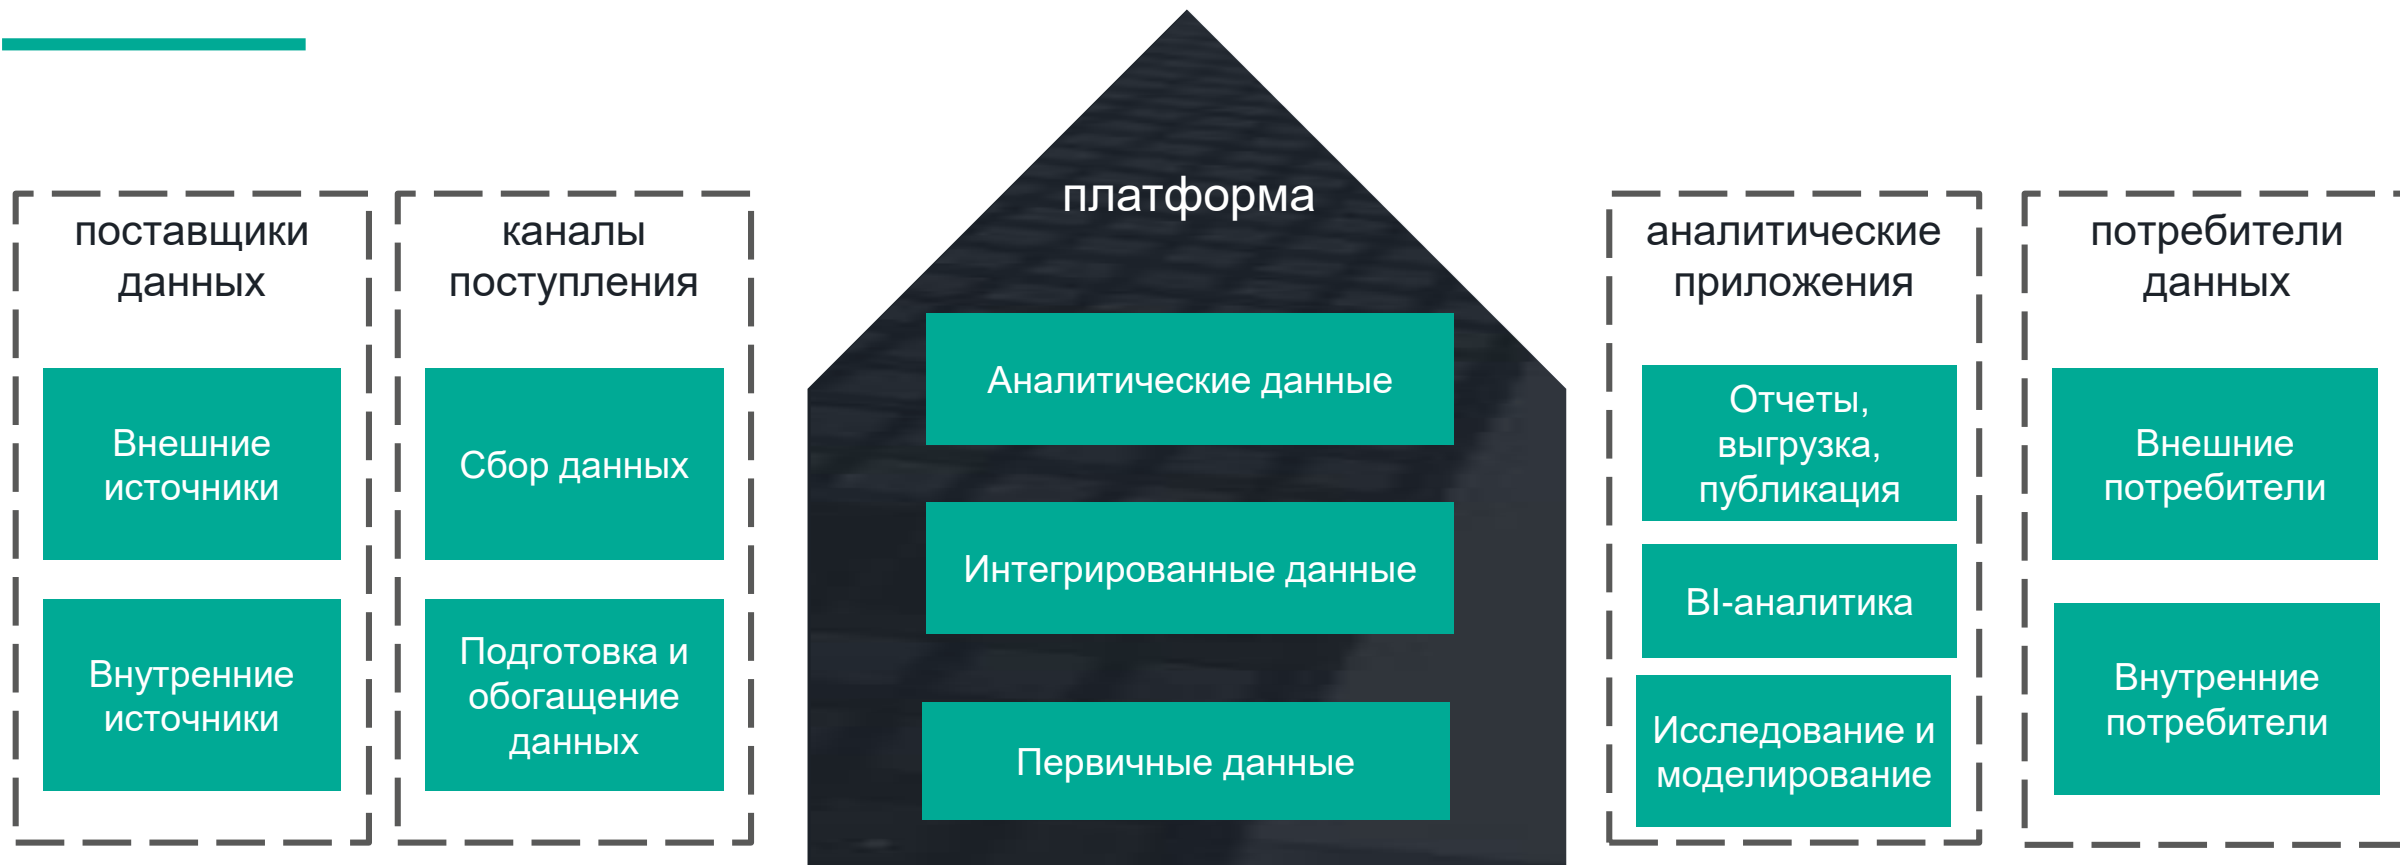 поставщики
данных
Внешние
источники
Внутренние
источники
каналы
поступления
Сбор данных
Подготовка и
обогащение
данных
платформа
Аналитические данные
Интегрированные данные
Первичные данные
аналитические
приложения
Отчеты,
выгрузка,
публикация
BI-аналитика
Исследование и
моделирование
потребители
данных
Внешние
потребители
Внутренние
потребители